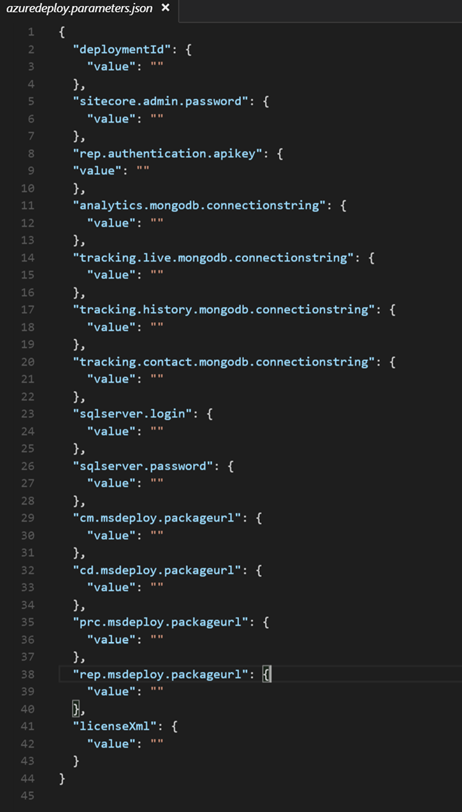 azuredeploy.parameters.json ×
1 {
2   "deploymentId": {
3     "value": ""
4   },
5   "sitecore.admin.password": {
6     "value": ""
7   },
8   "rep.authentication.apikey": {
9   "value": ""
10   },
11   "analytics.mongodb.connectionstring": {
12     "value": ""
13   },
14   "tracking.live.mongodb.connectionstring": {
15     "value": ""
16   },
17   "tracking.history.mongodb.connectionstring": {
18     "value": ""
19   },
20   "tracking.contact.mongodb.connectionstring": {
21     "value": ""
22   },
23   "sqlserver.login": {
24     "value": ""
25   },
26   "sqlserver.password": {
27     "value": ""
28   },
29   "cm.msdeploy.packageurl": {
30     "value": ""
31   },
32   "cd.msdeploy.packageurl": {
33     "value": ""
34   },
35   "prc.msdeploy.packageurl": {
36     "value": ""
37   },
38   "rep.msdeploy.packageurl": {
39     "value": ""
40   },
41   "licenseXml": {
42     "value": ""
43   }
44 }
45